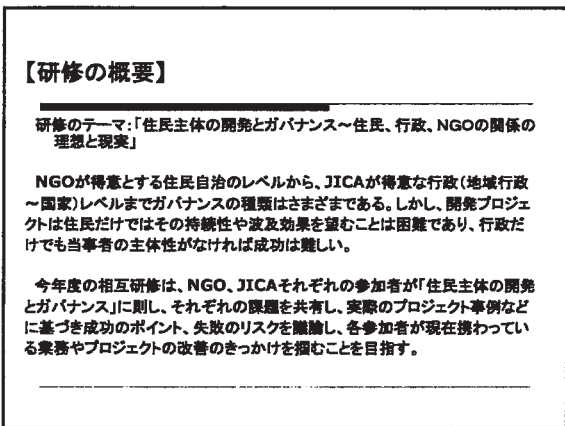 【研修の概要】
研修のテーマ:「住民主体の開発とガバナンス～住民、行政、NGOの関係の
理想と現実」
NGOが得意とする住民自治のレベルから、JICAが得意な行政(地域行政
～国家)レベルまでガバナンスの種類はさまざまである。しかし、開発プロジェ
クトは住民だけではその持続性や波及効果を望むことは困難であり、行政だ
けでも当事者の主体性がなければ成功は難しい。
今年度の相互研修は、NGO、JICAそれぞれの参加者が「住民主体の開発
とガバナンス」に則し、それぞれの課題を共有し、実際のプロジェクト事例など
に基づき成功のポイント、失敗のリスクを議論し、各参加者が現在携わってい
る業務やプロジェクトの改善のきっかけを掴むことを目指す。